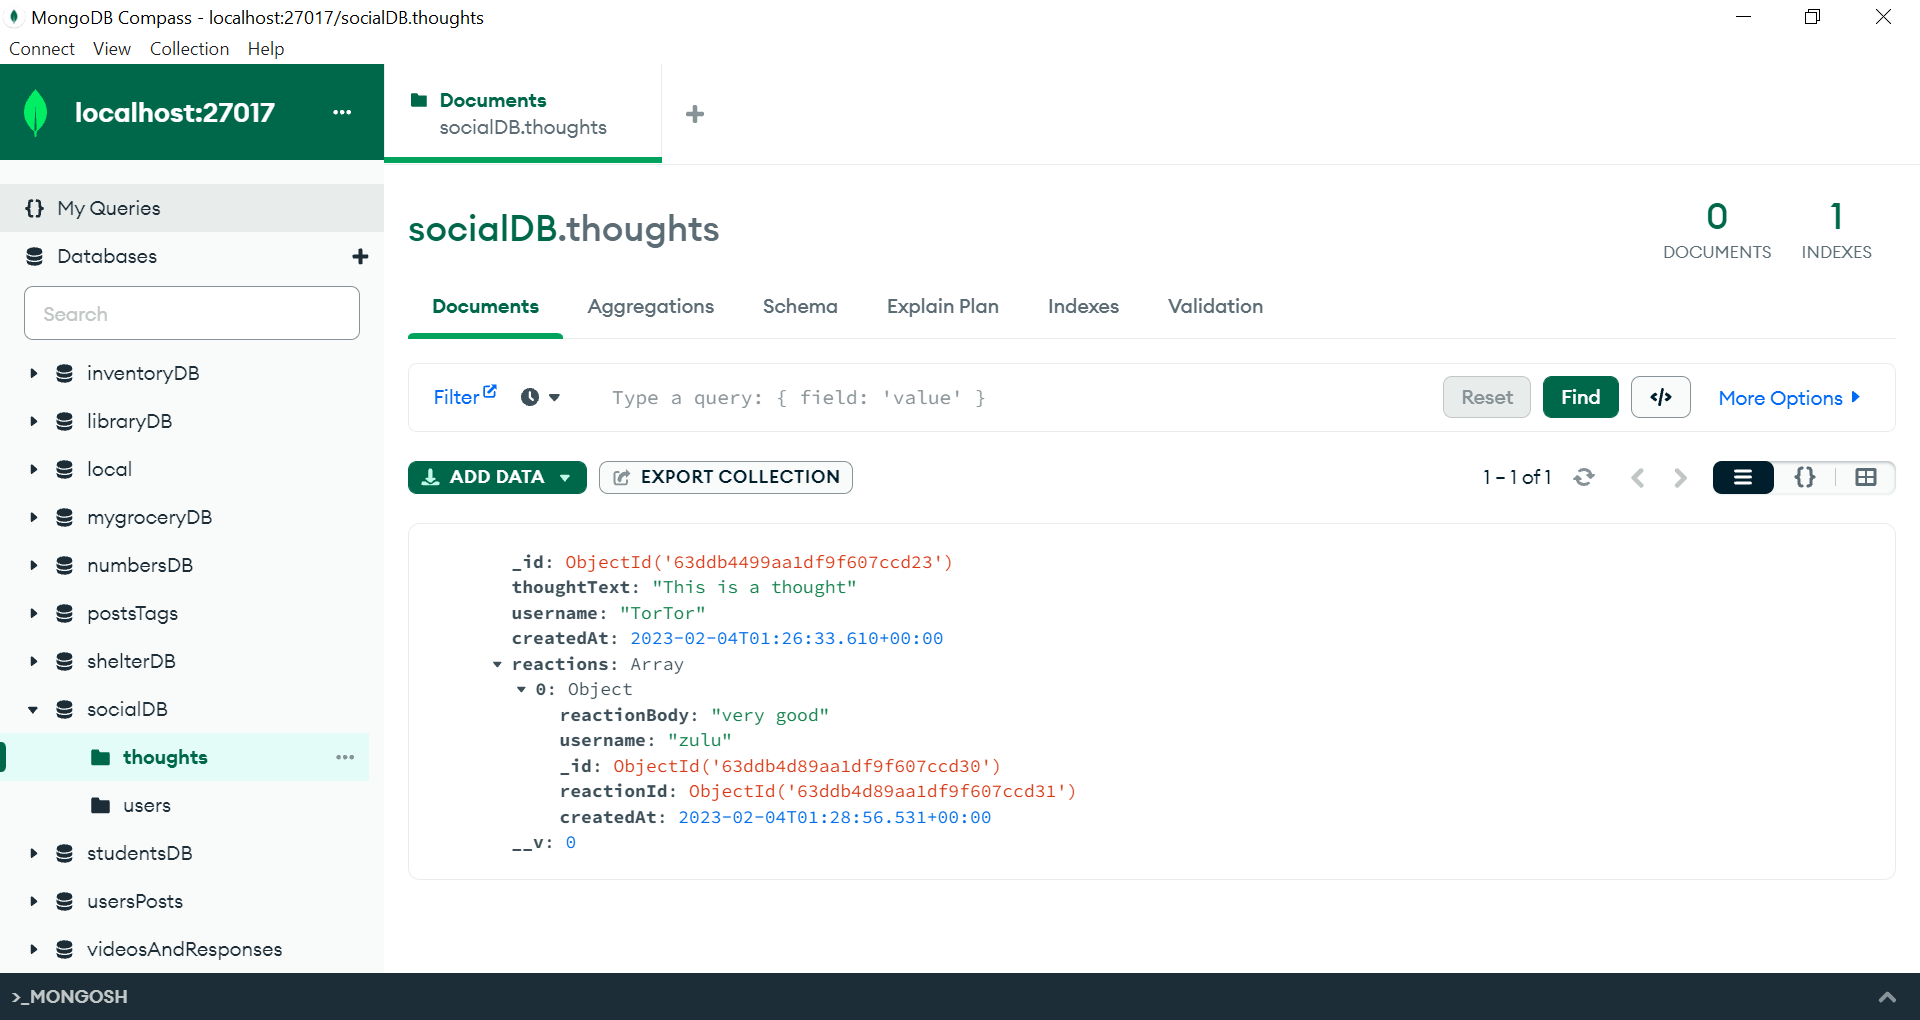 MongoDB Compass - localhost:27017/socialDB.thoughts
Connect View Collection Help
localhost:27017 ...
Documents
socialDB.thoughts
{} My Queries
Databases
Search
inventoryDB
libraryDB
local
mygroceryDB
numbersDB
postsTags
shelterDB
socialDB
thoughts ...
users
studentsDB
usersPosts
videosAndResponses
socialDB.thoughts
0 DOCUMENTS
1 INDEXES
Documents Aggregations Schema Explain Plan Indexes Validation
Filter Type a query: { field: 'value' } Reset Find </> More Options
ADD DATA EXPORT COLLECTION 1 – 1 of 1 {}
_id: ObjectId('63ddb4499aa1df9f607ccd23')
thoughtText: "This is a thought"
username: "TorTor"
createdAt: 2023-02-04T01:26:33.610+00:00
reactions: Array
0: Object
reactionBody: "very good"
username: "zulu"
_id: ObjectId('63ddb4d89aa1df9f607ccd30')
reactionId: ObjectId('63ddb4d89aa1df9f607ccd31')
createdAt: 2023-02-04T01:28:56.531+00:00
__v: 0
>_MONGOSH